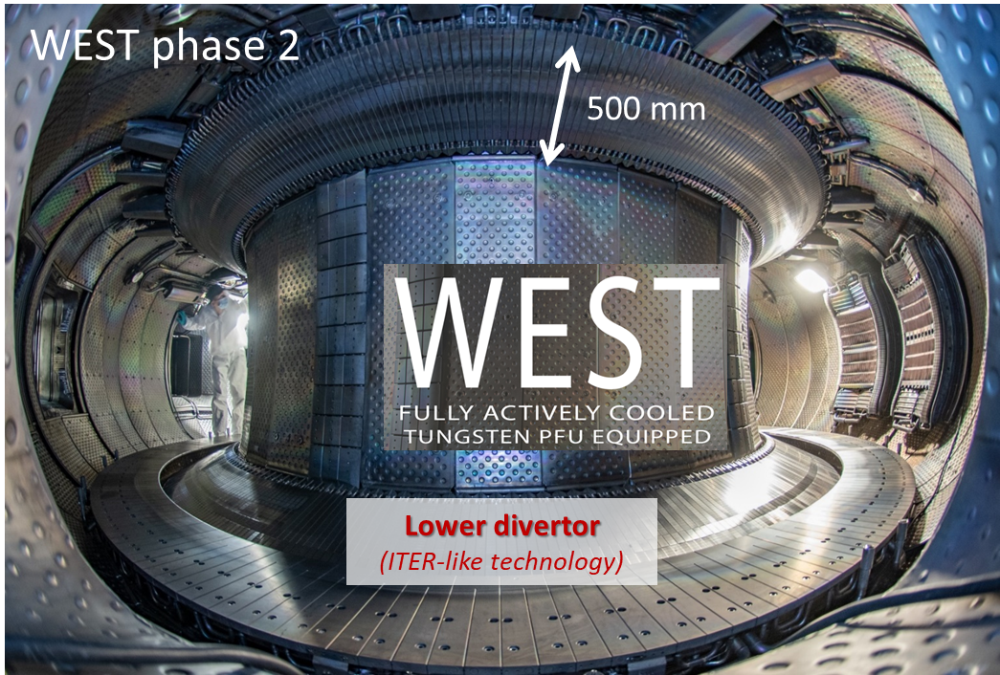 WEST phase 2
500 mm
WEST
FULLY ACTIVELY COOLED
TUNGSTEN PFU EQUIPPED
Lower divertor
(ITER-like technology)